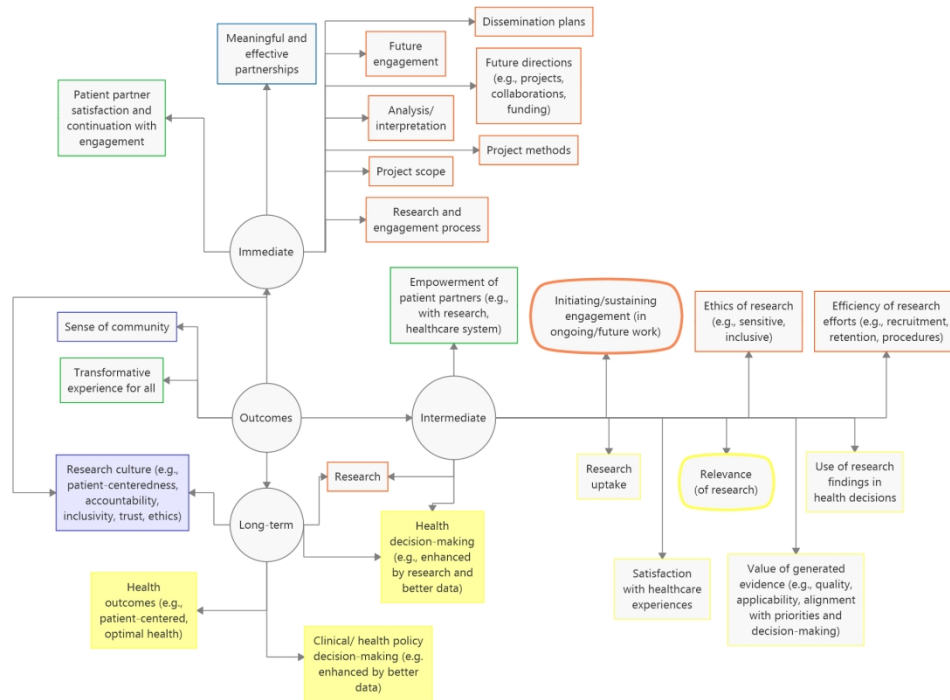 Dissemination plans
Meaningful and
effective
partnerships
Future
engagement
Future directions
(e.g., projects,
collaborations,
funding)
Patient partner
satisfaction and
continuation with
engagement
Analysis/
interpretation
Project methods
Project scope
Research and
engagement process
Immediate
Empowerment of
patient partners (e.g.,
with research,
healthcare system)
Initiating/sustaining
engagement (in
ongoing/future work)
Ethics of research
(e.g., sensitive,
inclusive)
Efficiency of research
efforts (e.g., recruitment,
retention, procedures)
Sense of community
Transformative
experience for all
Outcomes
Intermediate
Research culture (e.g.,
patient-centeredness,
accountability,
inclusivity, trust, ethics)
Research
Research
uptake
Relevance
(of research)
Use of research
findings in
health decisions
Long-term
Health
decision-making
(e.g., enhanced
by research and
better data)
Satisfaction
with healthcare
experiences
Value of generated
evidence (e.g., quality,
applicability, alignment
with priorities and
decision-making)
Health
outcomes (e.g.,
patient-centered,
optimal health)
Clinical/ health policy
decision-making (e.g.
enhanced by better
data)